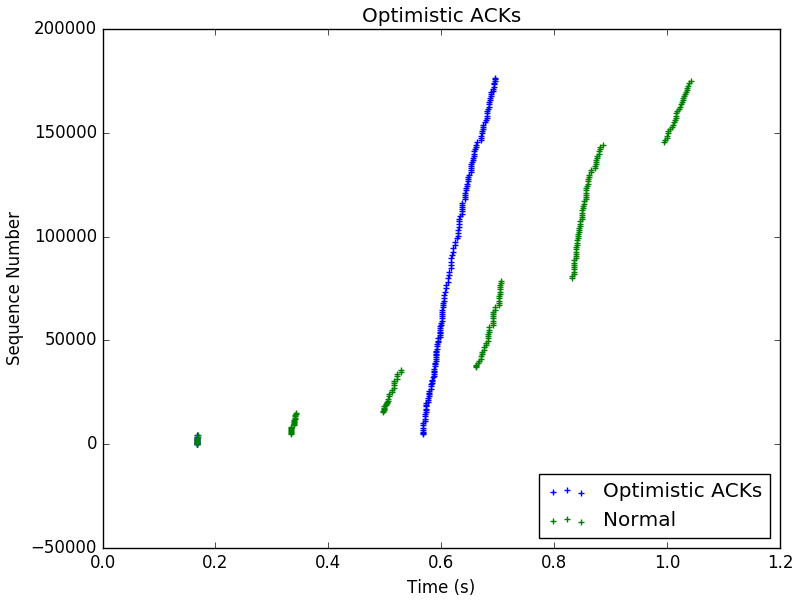 Optimistic ACKs
200000
150000
100000
50000
0
−50000
Sequence Number
0.0 0.2 0.4 0.6 0.8 1.0 1.2
Time (s)
Optimistic ACKs
Normal